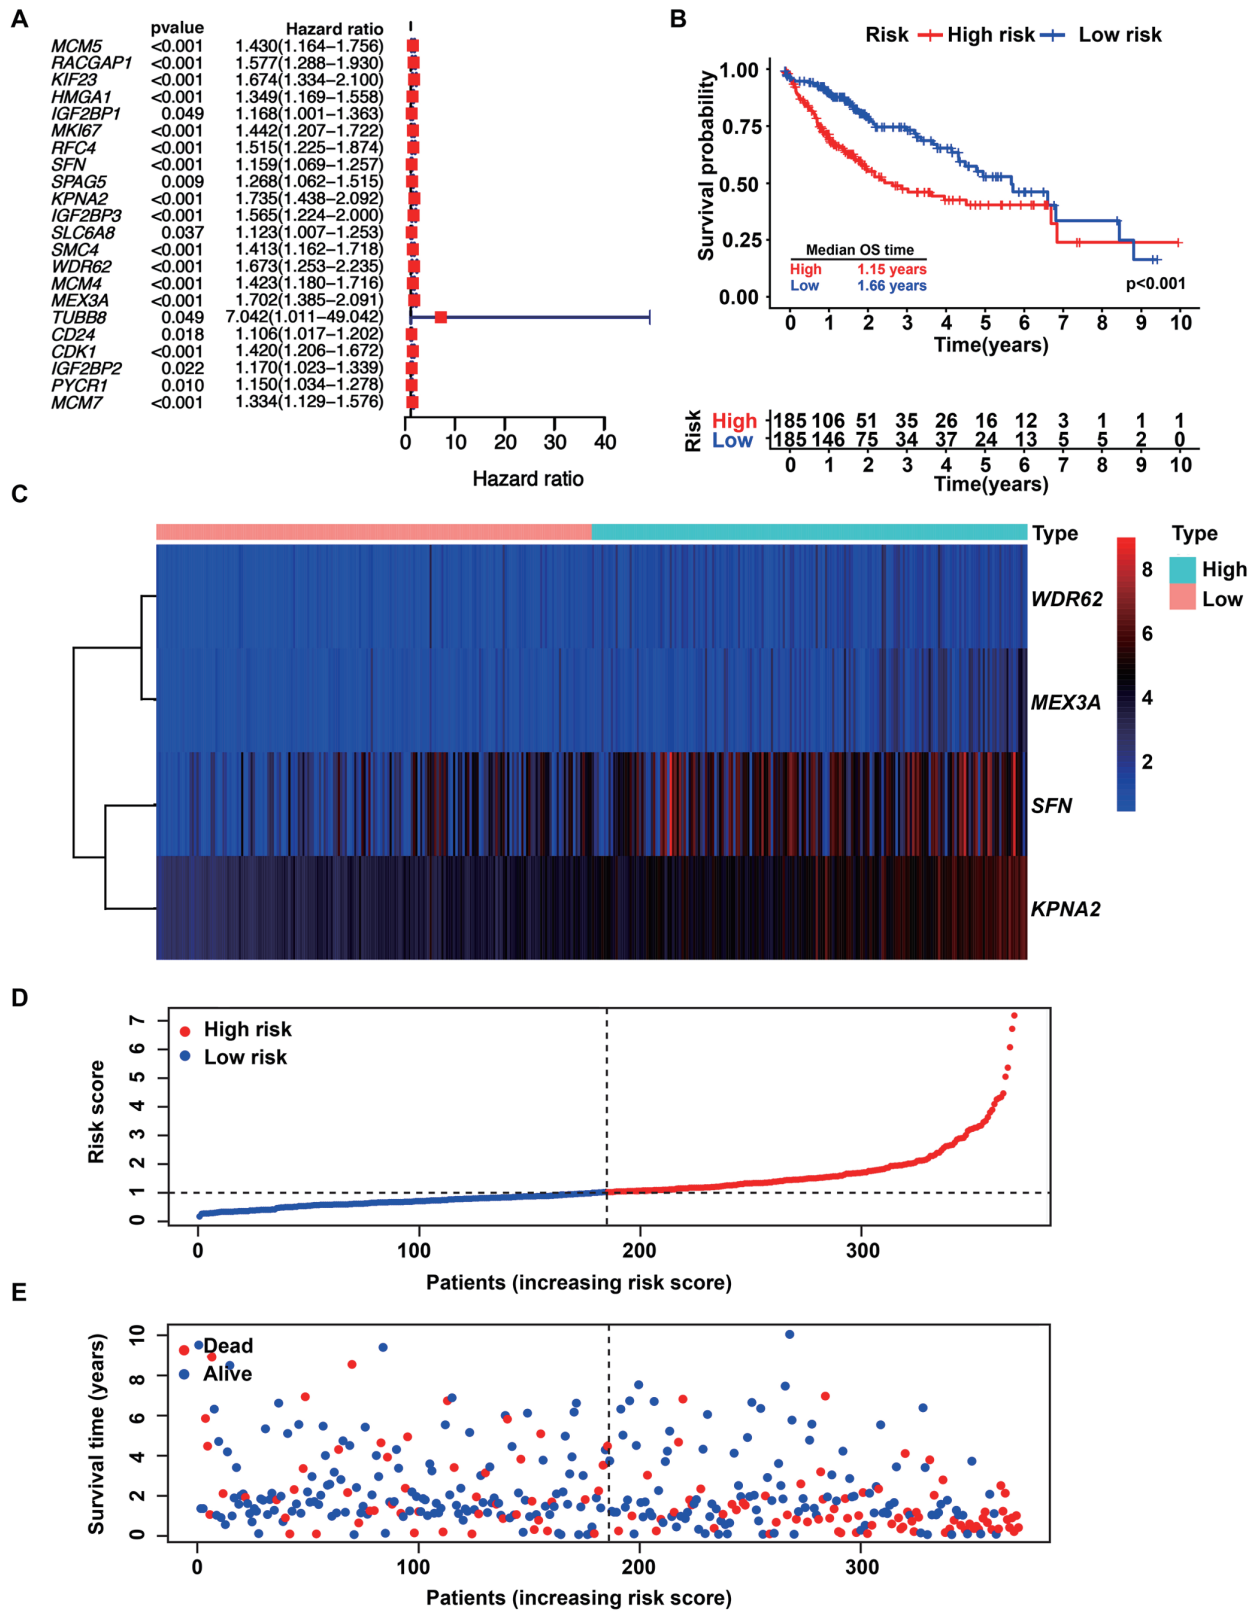 A
pvalue Hazard ratio
MCM5 <0.001 1.430(1.164–1.756)
RACGAP1 <0.001 1.577(1.288–1.930)
KIF23 <0.001 1.674(1.334–2.100)
HMGA1 <0.001 1.349(1.169–1.558)
IGF2BP1 0.049 1.168(1.001–1.363)
MKI67 <0.001 1.442(1.207–1.722)
RFC4 <0.001 1.515(1.225–1.874)
SFN <0.001 1.159(1.069–1.257)
SPAG5 0.009 1.268(1.062–1.515)
KPNA2 <0.001 1.735(1.438–2.092)
IGF2BP3 <0.001 1.565(1.224–2.000)
SLC6A8 0.037 1.123(1.007–1.253)
SMC4 <0.001 1.413(1.162–1.718)
WDR62 <0.001 1.673(1.253–2.235)
MCM4 <0.001 1.423(1.180–1.716)
MEX3A <0.001 1.702(1.385–2.091)
TUBB8 0.049 7.042(1.011–49.042)
CD24 0.018 1.106(1.017–1.202)
CDK1 <0.001 1.420(1.206–1.672)
IGF2BP2 0.022 1.170(1.023–1.339)
PYCR1 0.010 1.150(1.034–1.278)
MCM7 <0.001 1.334(1.129–1.576)
0 10 20 30 40
Hazard ratio
B
Risk High risk Low risk
Survival probability
1.00
0.75
0.50
0.25
0.00
Median OS time
High 1.15 years
Low 1.66 years
p<0.001
0 1 2 3 4 5 6 7 8 9 10
Time(years)
Risk
High 185 106 51 35 26 16 12 3 1 1 1
Low 185 146 75 34 37 24 13 5 5 2 0
0 1 2 3 4 5 6 7 8 9 10
Time(years)
C
Type
WDR62
MEX3A
SFN
KPNA2
8
6
4
2
Type
High
Low
D
Risk score
7
6
5
4
3
2
1
0
High risk
Low risk
0 100 200 300
Patients (increasing risk score)
E
Survival time (years)
10
8
6
4
2
0
Dead
Alive
0 100 200 300
Patients (increasing risk score)